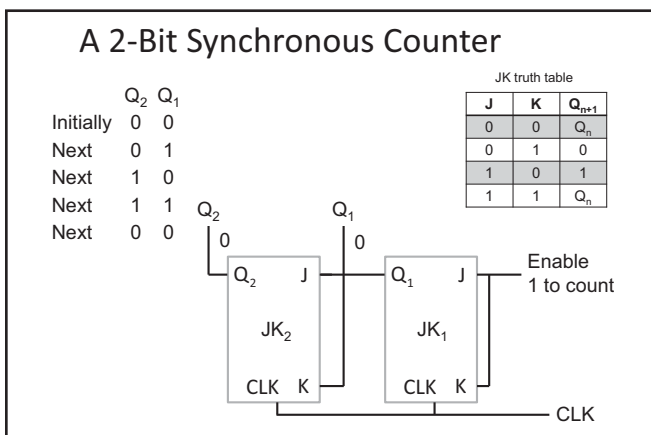 A 2-Bit Synchronous Counter
JK truth table
J K Qn+1
0 0 Qn
0 1 0
1 0 1
1 1 Qn
Q2 Q1
Initially 0 0
Next 0 1
Next 1 0
Next 1 1
Next 0 0
Q2 Q1
0 0
Q2 J Q1 J
Enable
1 to count
JK2 JK1
CLK K CLK K
CLK